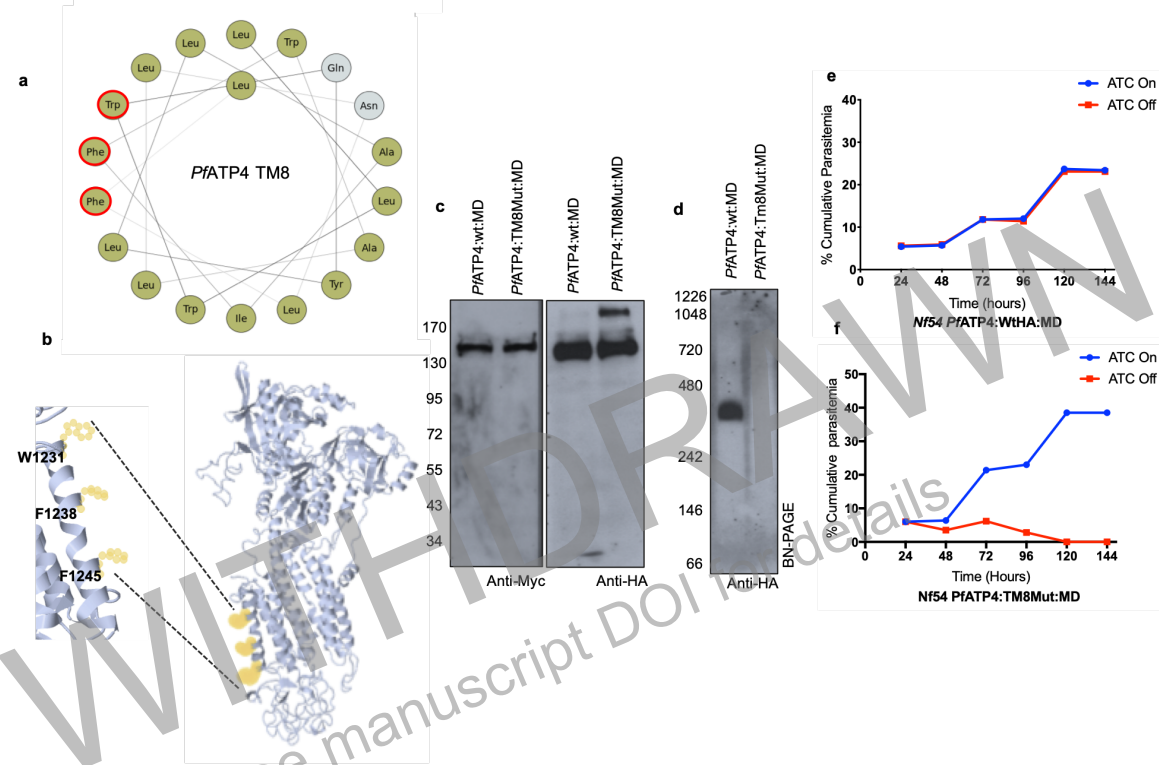 a
Leu
Leu
Trp
Leu
Gln
Leu
Trp
Asn
Phe
Ala
PfATP4 TM8
Phe
Leu
Leu
Ala
Leu
Tyr
Trp
Leu
Ile
b
W1231
F1238
F1245
c
PfATP4:wt:MD
PfATP4:TM8Mut:MD
PfATP4:wt:MD
PfATP4:TM8Mut:MD
170
130
95
72
55
43
34
Anti-Myc
Anti-HA
d
PfATP4:wt:MD
PfATP4:Tm8Mut:MD
1226
1048
720
480
242
146
66
BN-PAGE
Anti-HA
e
ATC On
ATC Off
% Cumulative Parasitemia
40
30
20
10
0
0 24 48 72 96 120 144
Time (hours)
Nf54 PfATP4:WtHA:MD
f
ATC On
ATC Off
% Cumulative parasitemia
50
40
30
20
10
0
0 24 48 72 96 120 144
Time (Hours)
Nf54 PfATP4:TM8Mut:MD
WITHDRAWN
manuscript DOI details